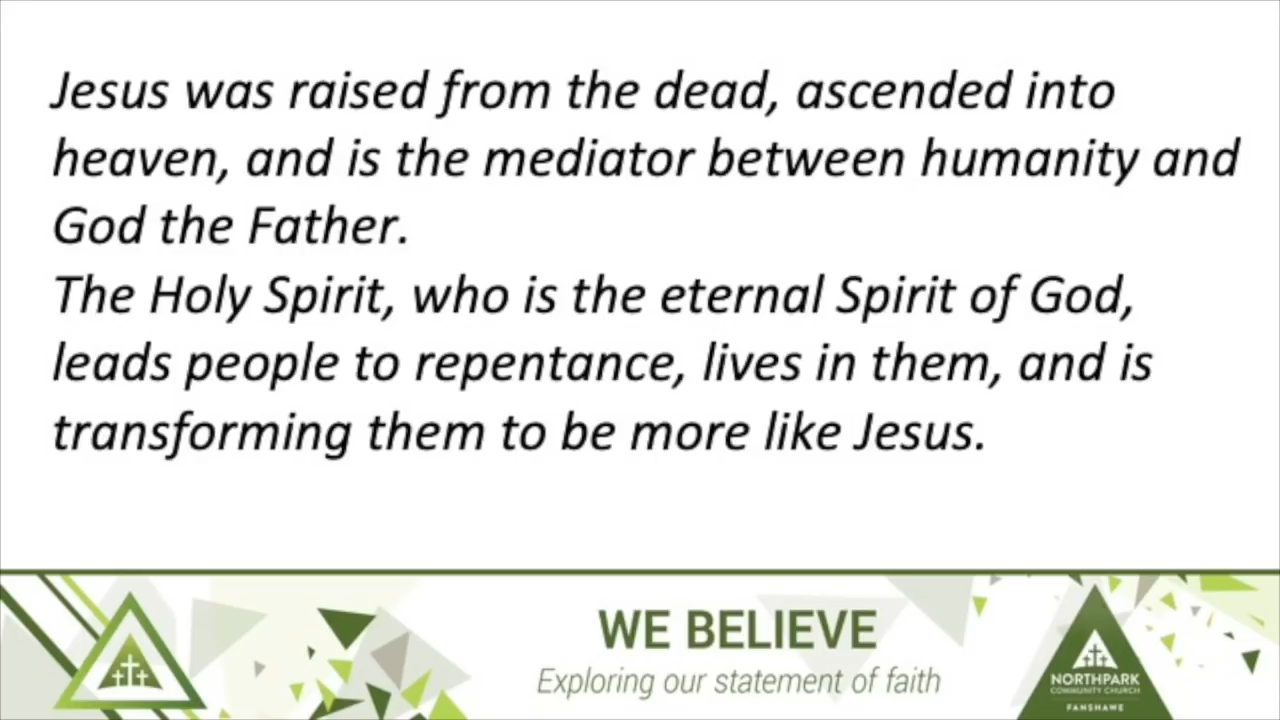 Jesus was raised from the dead, ascended into
heaven, and is the mediator between humanity and
God the Father.
The Holy Spirit, who is the eternal Spirit of God,
leads people to repentance, lives in them, and is
transforming them to be more like Jesus.
WE BELIEVE
Exploring our statement of faith
NORTHPARK
COMMUNITY CHURCH
FANSHAWE